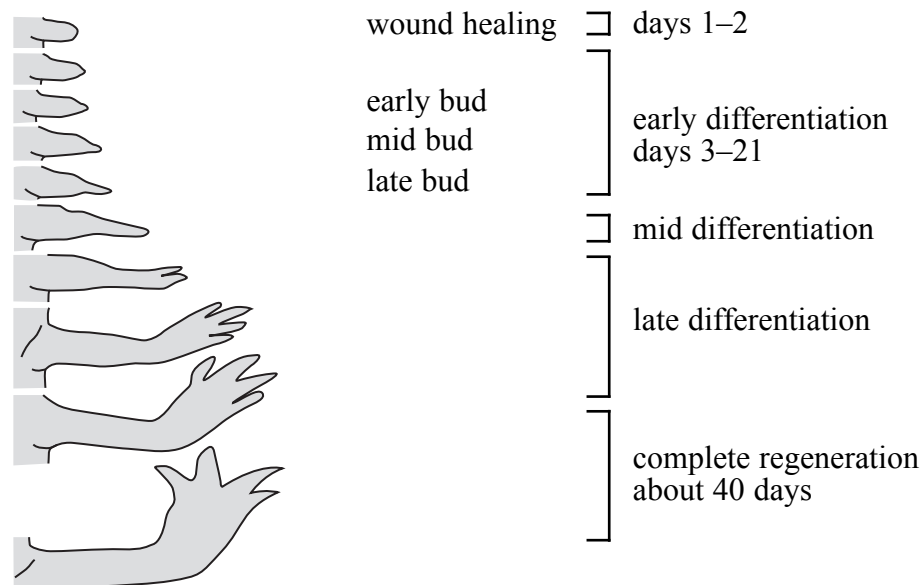 wound healing
days 1–2
early bud
mid bud
late bud
early differentiation
days 3–21
mid differentiation
late differentiation
complete regeneration
about 40 days